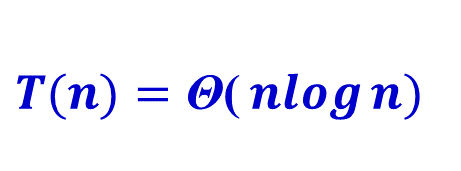 T(n) = Θ( nlog n)